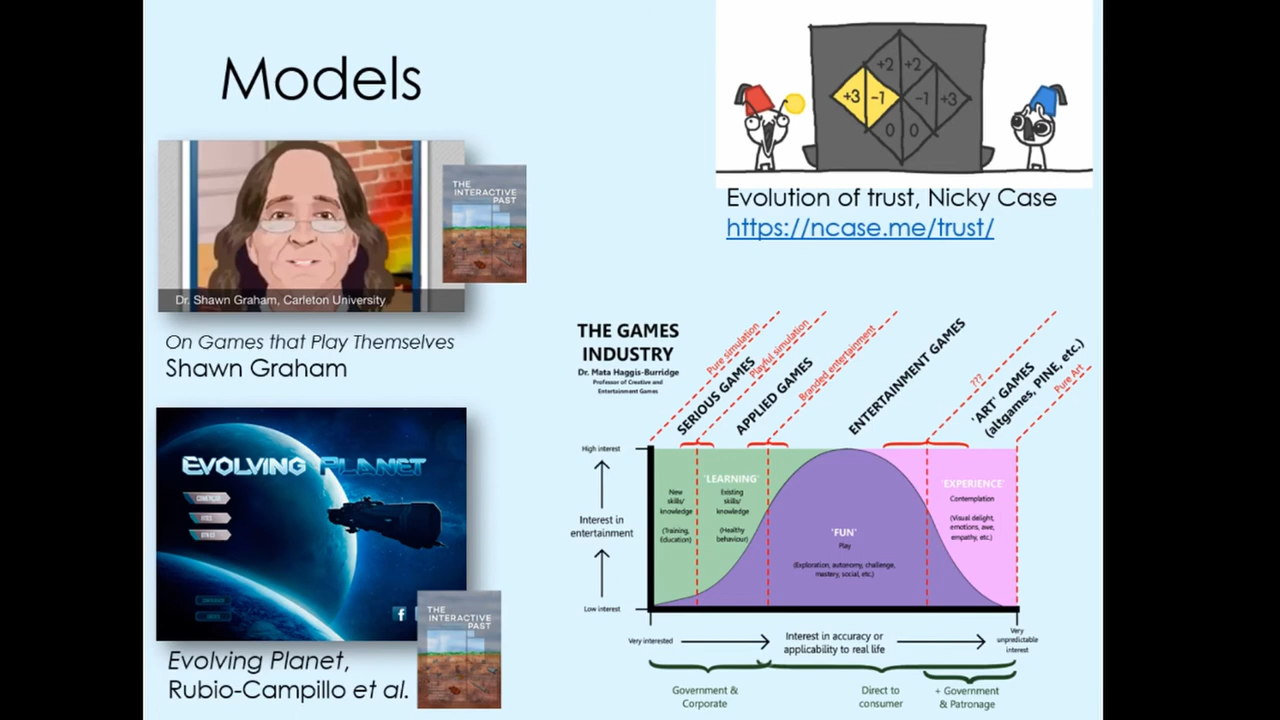 Models
+2 +2
+3 -1 -1 +3
0 0
Evolution of trust, Nicky Case
https://ncase.me/trust/
Dr. Shawn Graham, Carleton University
THE
INTERACTIVE
PAST
On Games that Play Themselves
Shawn Graham
EVOLVING PLANET
f
THE
INTERACTIVE
PAST
Evolving Planet,
Rubio-Campillo et al.
THE GAMES
INDUSTRY
Dr. Mata Haggis-Burridge
Professor of Creative and
Entertainment Games
Pure simulation
SERIOUS GAMES
Playful simulation
APPLIED GAMES
Branded entertainment
ENTERTAINMENT GAMES
???
'ART' GAMES
(altgames, PINE, etc.)
Pure Art
High interest
Interest in
entertainment
Low interest
'LEARNING'
New
skills/
knowledge
(Training,
Education)
Existing
skills/
knowledge
(Healthy
behaviour)
'FUN'
Play
(Exploration, autonomy, challenge,
mastery, social, etc.)
'EXPERIENCE'
Contemplation
(Visual delight,
emotions, awe,
empathy, etc.)
Very interested
Interest in accuracy or
applicability to real life
Very
unpredictable
interest
Government &
Corporate
Direct to
consumer
+ Government
& Patronage